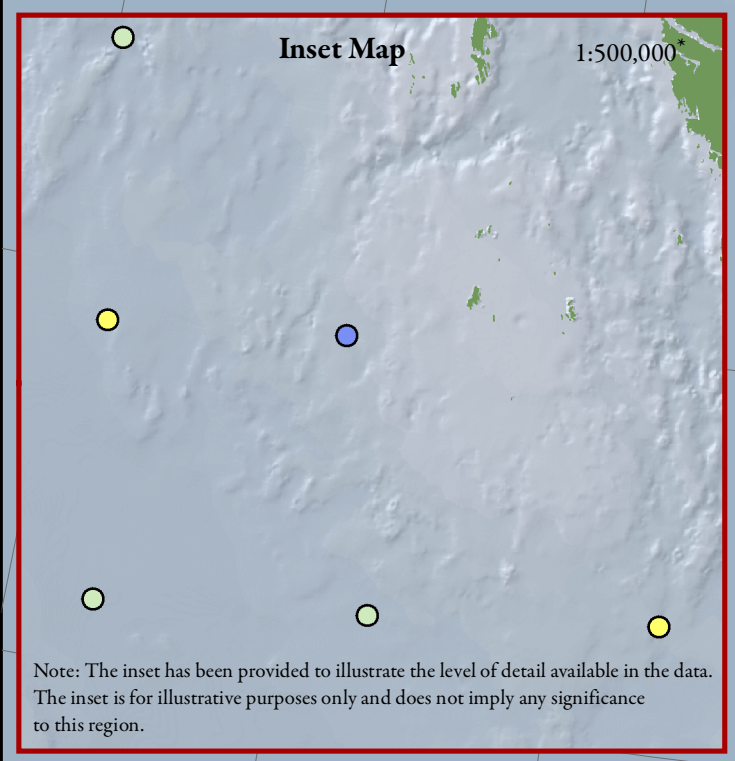 Inset Map
1:500,000*
Note: The inset has been provided to illustrate the level of detail available in the data.
The inset is for illustrative purposes only and does not imply any significance
to this region.